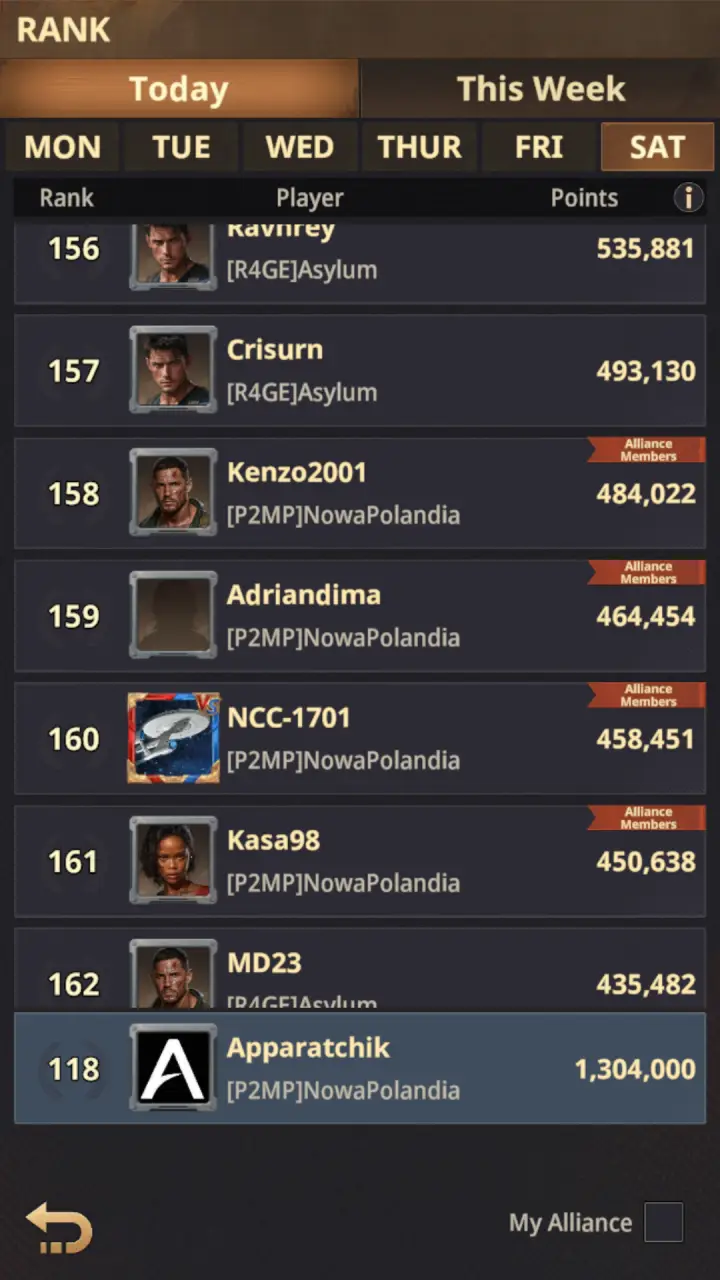 RANK
Today
This Week
MON TUE WED THUR FRI SAT
Rank Player Points i
156
Ravhrey
[R4GE]Asylum
535,881
157
Crisurn
[R4GE]Asylum
493,130
Alliance
Members
158
Kenzo2001
[P2MP]NowaPolandia
484,022
Alliance
Members
159
Adriandima
[P2MP]NowaPolandia
464,454
Alliance
Members
160
NCC-1701
[P2MP]NowaPolandia
458,451
Alliance
Members
161
Kasa98
[P2MP]NowaPolandia
450,638
162
MD23
[R4GE]Asylum
435,482
118
Apparatchik
[P2MP]NowaPolandia
1,304,000
My Alliance